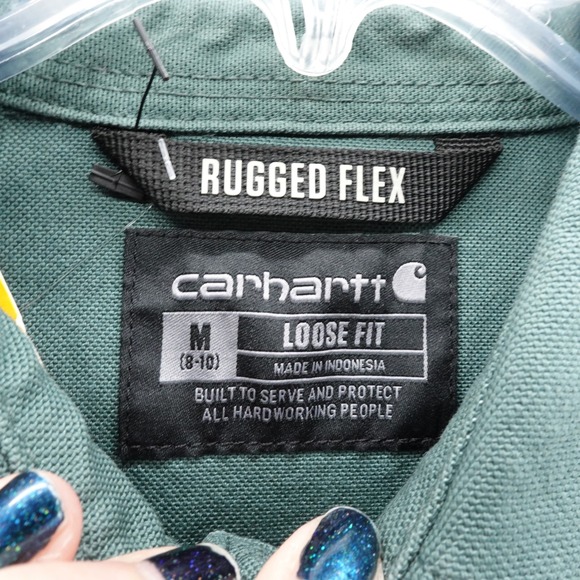 RUGGED FLEX
carhartt
M
(8-10)
LOOSE FIT
MADE IN INDONESIA
BUILT TO SERVE AND PROTECT
ALL HARDWORKING PEOPLE